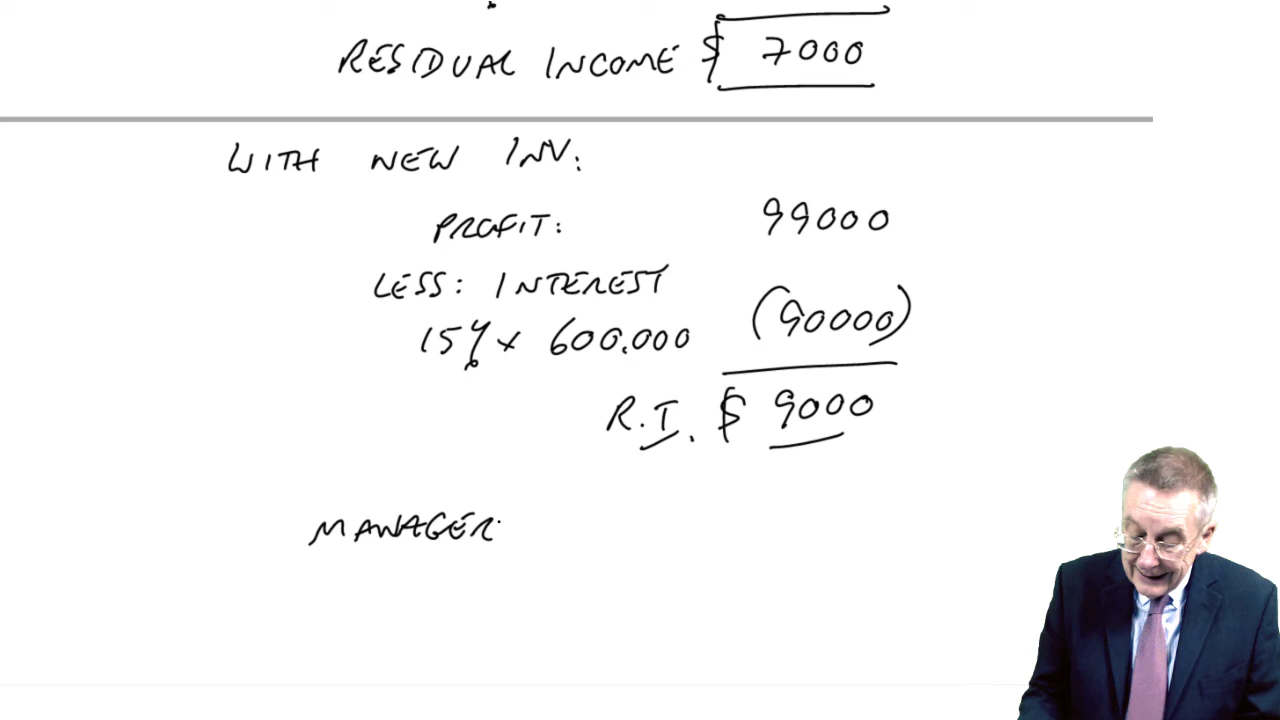 RESIDUAL INCOME $ 7000
WITH NEW INV:
PROFIT: 99000
LESS: INTEREST
15% x 600.000 (90000)
R.I. $ 9000
MANAGER